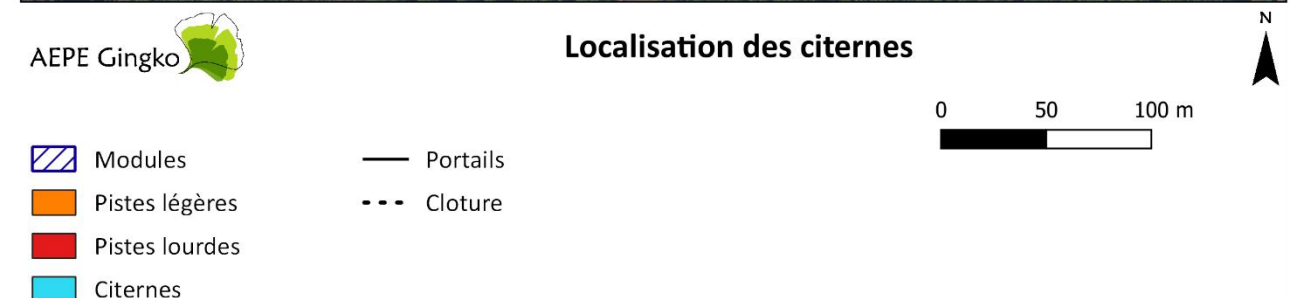 N
AEPE Gingko
Localisation des citernes
0 50 100 m
Modules
Portails
Pistes légères
Cloture
Pistes lourdes
Citernes